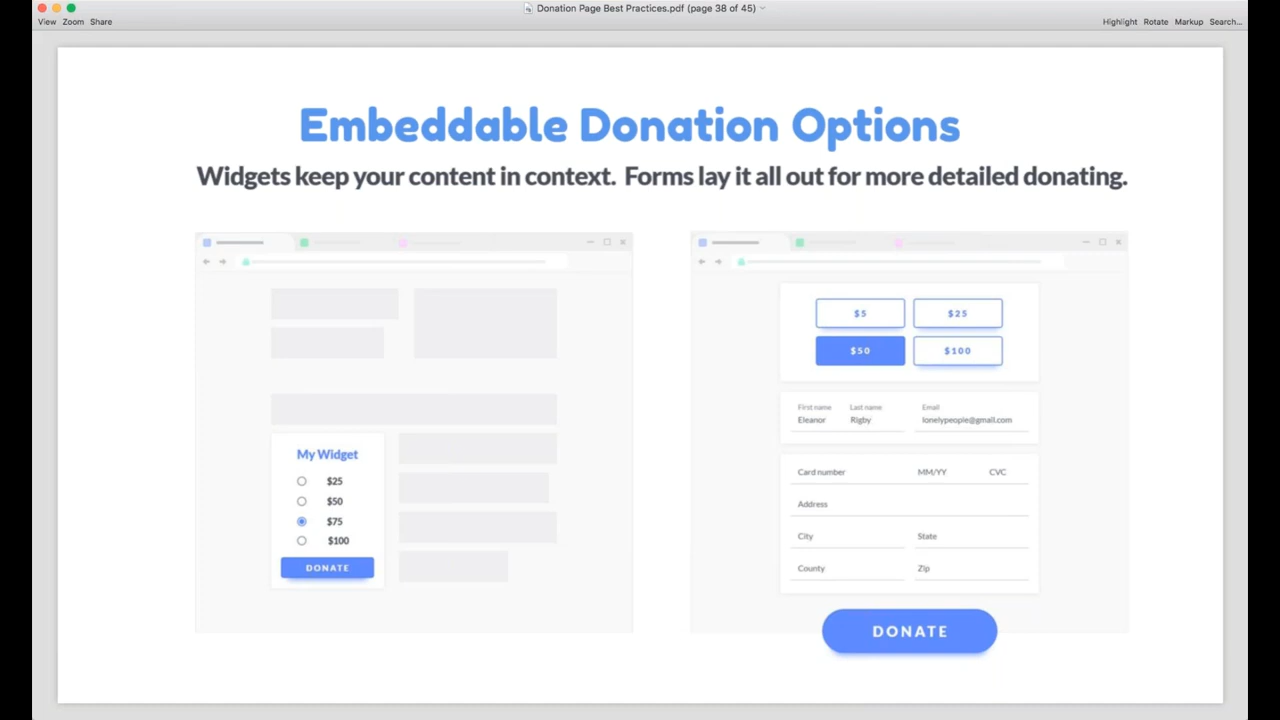 Donation Page Best Practices.pdf (page 38 of 45)
View Zoom Share
Highlight Rotate Markup Search...
Embeddable Donation Options
Widgets keep your content in context. Forms lay it all out for more detailed donating.
My Widget
$25
$50
$75
$100
DONATE
$5 $25
$50 $100
First name Last name Email
Eleanor Rigby lonelypeople@gmail.com
Card number MM/YY CVC
Address
City State
County Zip
DONATE